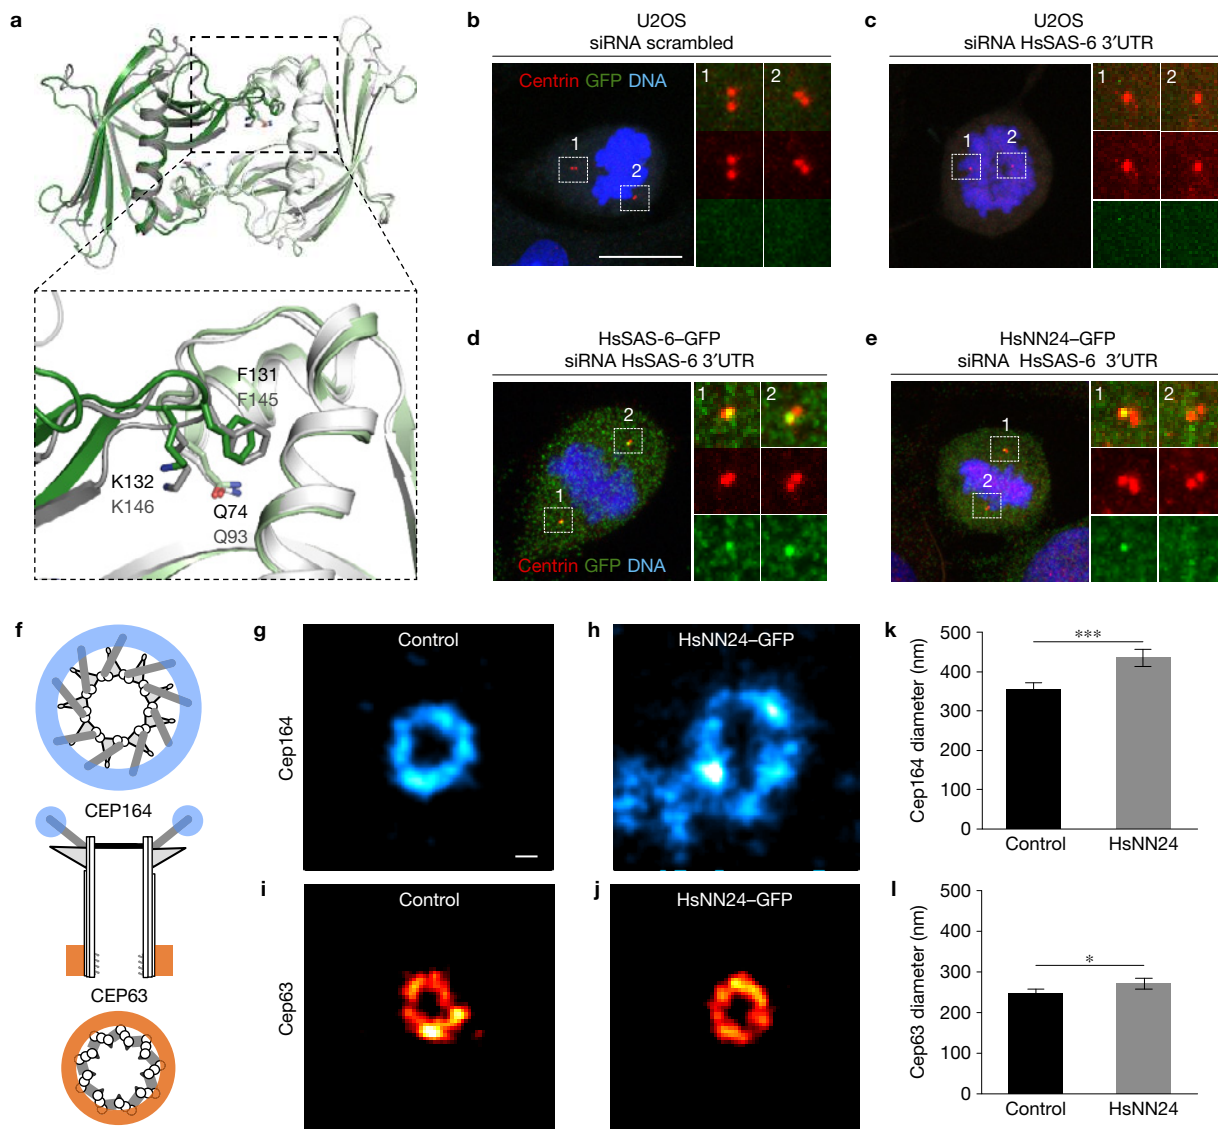 a
F131
F145
K132
K146
Q74
Q93
b
U2OS
siRNA scrambled
Centrin GFP DNA
1
2
1
2
c
U2OS
siRNA HsSAS-6 3′UTR
1
2
1
2
d
HsSAS-6–GFP
siRNA HsSAS-6 3′UTR
2
1
Centrin GFP DNA
1
2
e
HsNN24–GFP
siRNA HsSAS-6 3′UTR
1
2
1
2
f
CEP164
CEP63
g
Control
Cep164
h
HsNN24–GFP
i
Control
Cep63
j
HsNN24–GFP
k
Cep164 diameter (nm)
500
400
300
200
100
0
***
Control
HsNN24
l
Cep63 diameter (nm)
500
400
300
200
100
0
*
Control
HsNN24